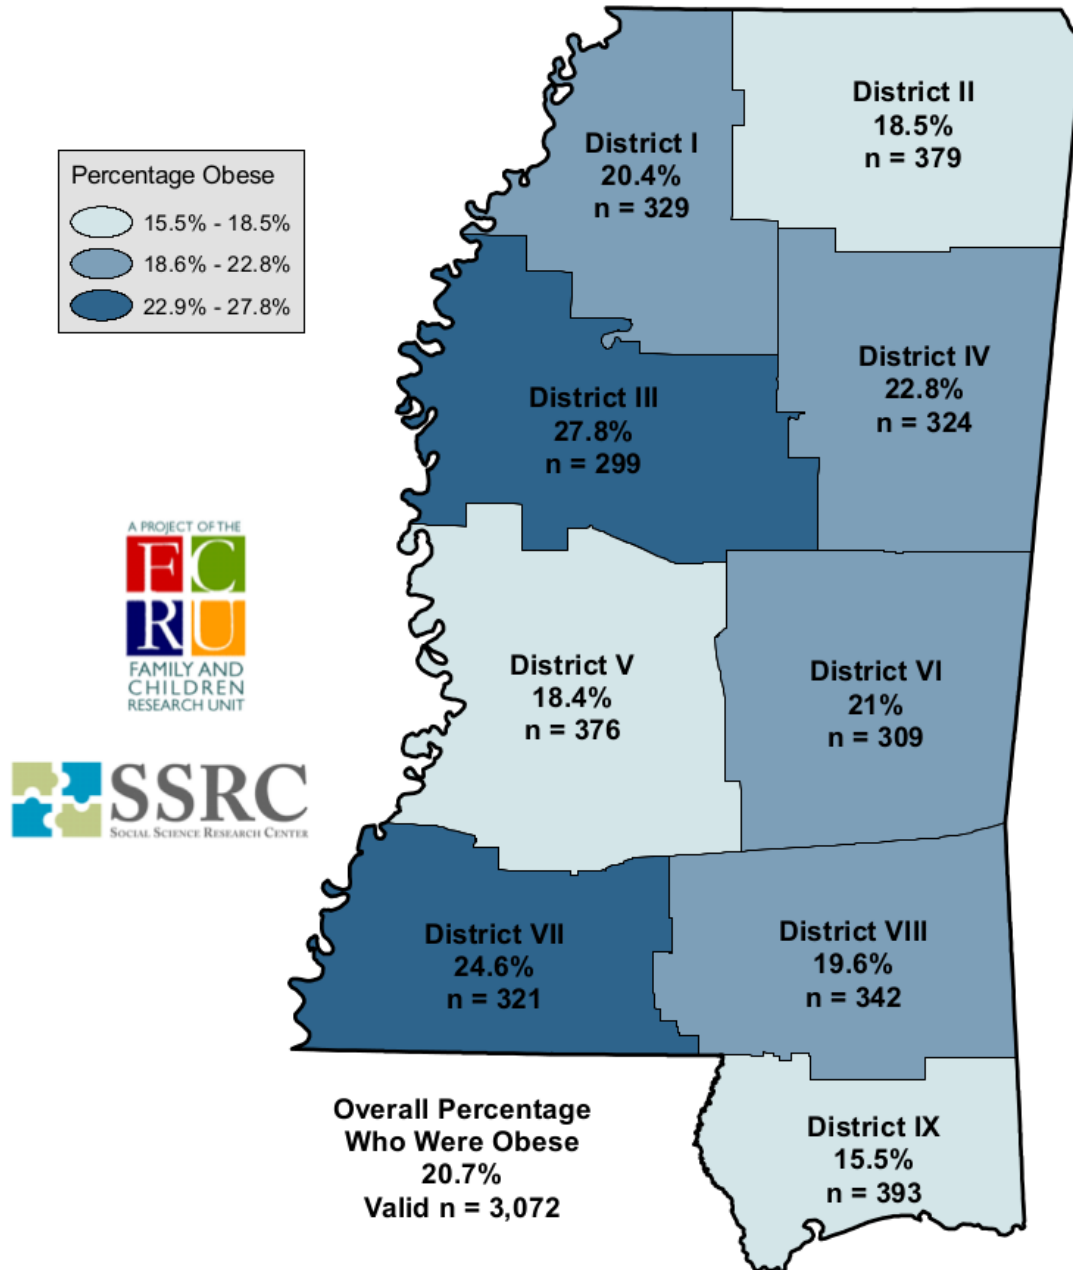 District II
18.5%
n = 379
District I
20.4%
n = 329
Percentage Obese
15.5% - 18.5%
18.6% - 22.8%
22.9% - 27.8%
District IV
22.8%
n = 324
District III
27.8%
n = 299
A PROJECT OF THE
FC
RU
FAMILY AND
CHILDREN
RESEARCH UNIT
District V
18.4%
n = 376
District VI
21%
n = 309
SSRC
SOCIAL SCIENCE RESEARCH CENTER
District VII
24.6%
n = 321
District VIII
19.6%
n = 342
Overall Percentage
Who Were Obese
20.7%
Valid n = 3,072
District IX
15.5%
n = 393